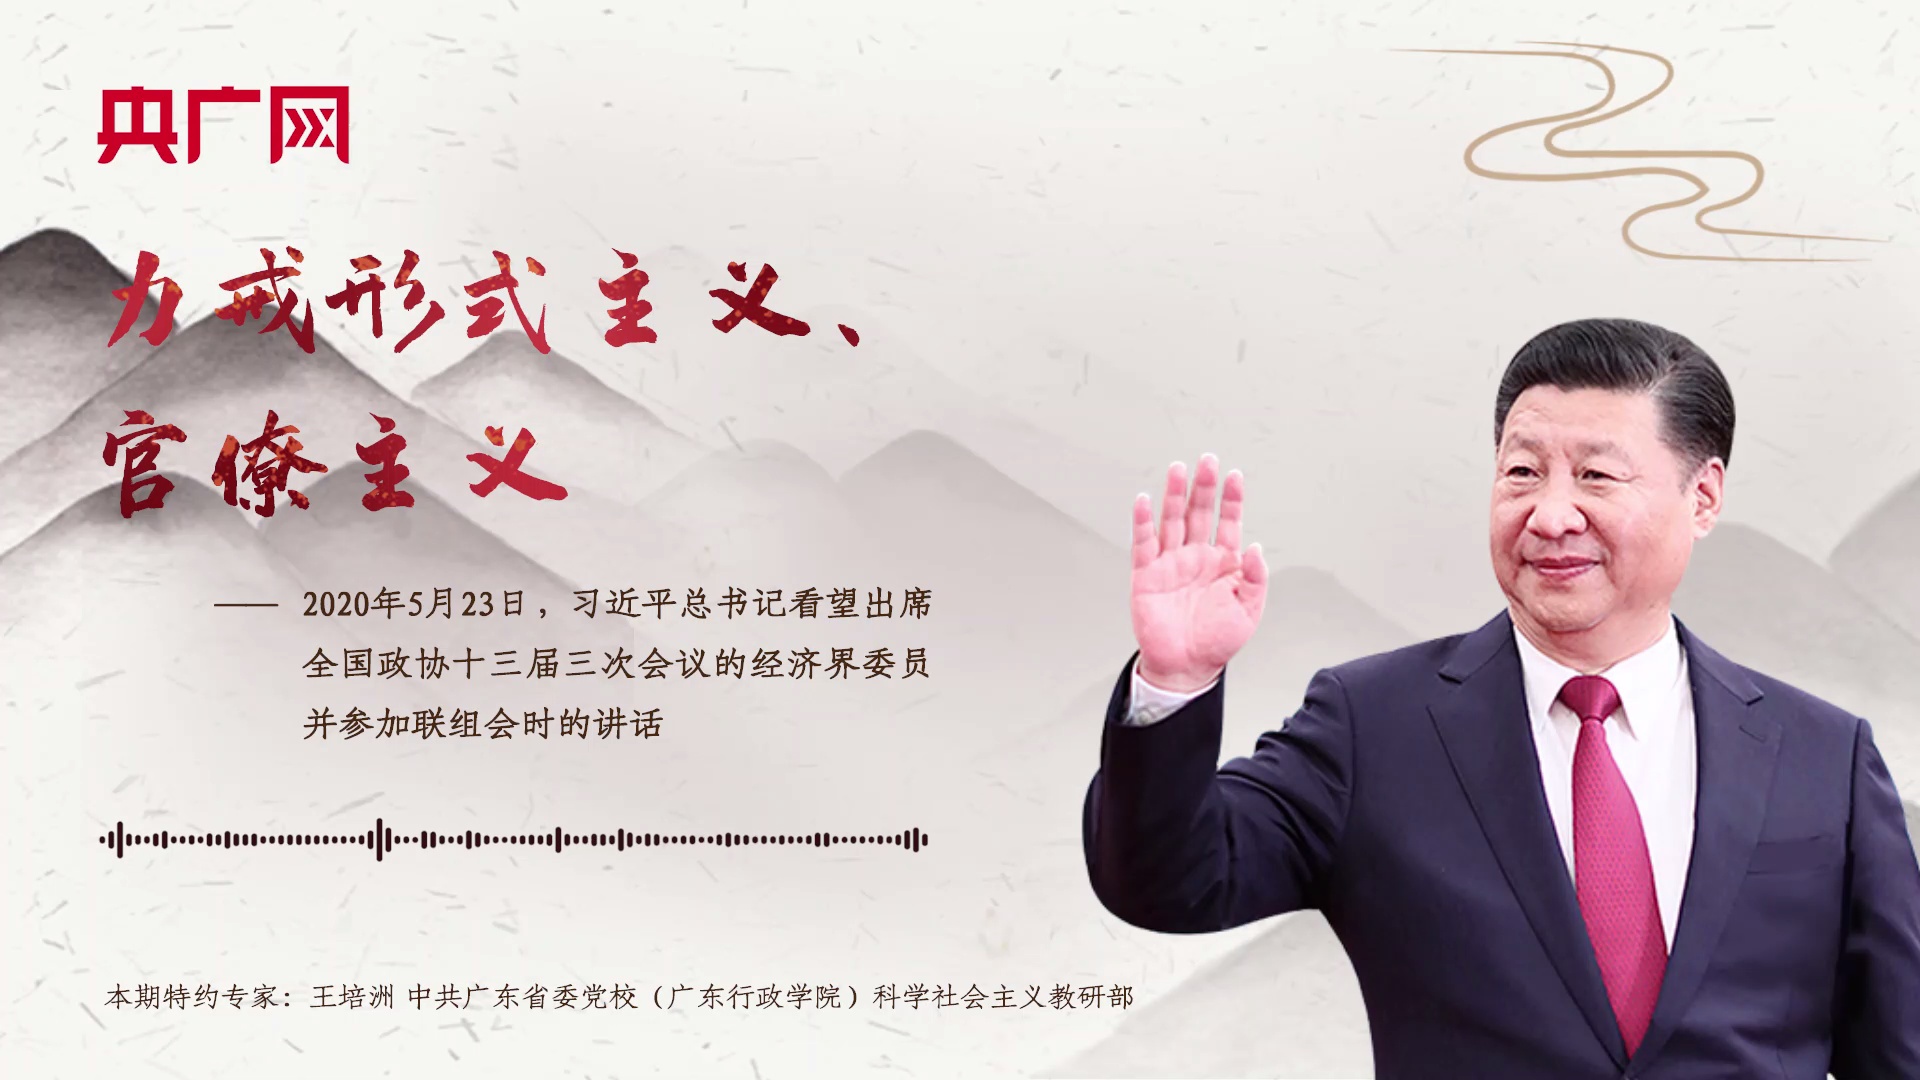 央广网
力戒形式主义、
官僚主义
—— 2020年5月23日，习近平总书记看望出席
全国政协十三届三次会议的经济界委员
并参加联组会时的讲话
本期特约专家：王培洲 中共广东省委党校（广东行政学院）科学社会主义教研部